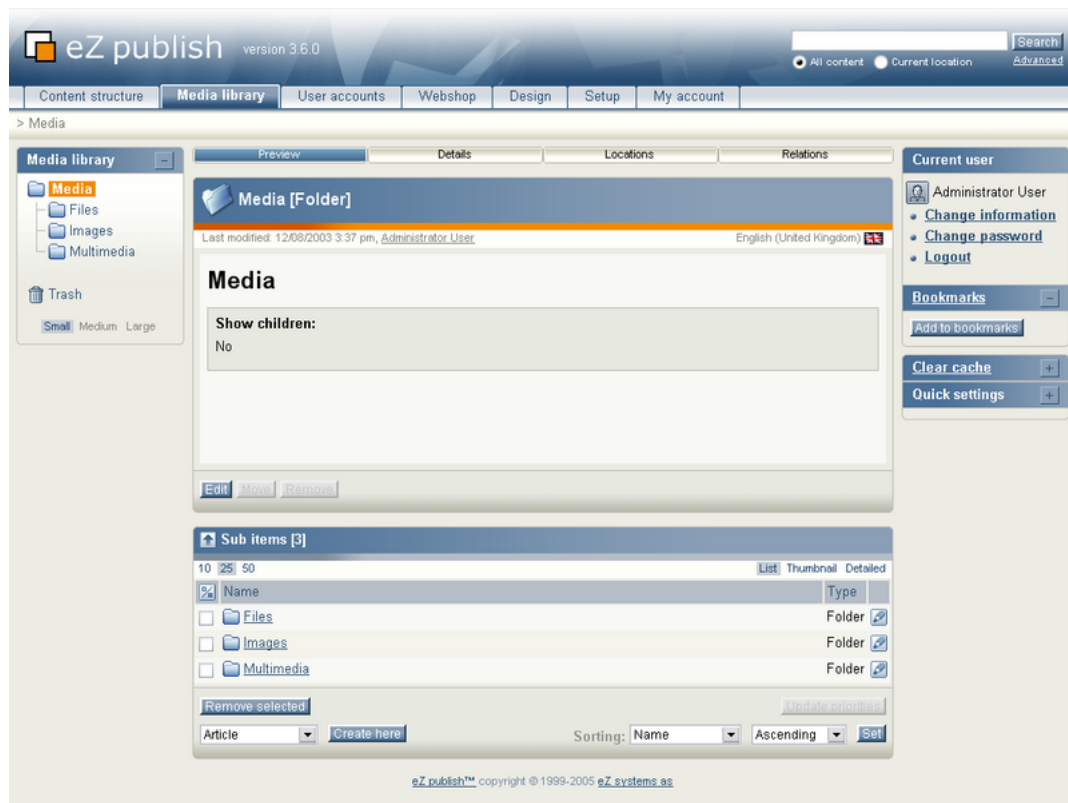 eZ publish version 3.6.0
Search
All content Current location Advanced
Content structure Media library User accounts Webshop Design Setup My account
> Media
Media library
Media
Files
Images
Multimedia
Trash
Small Medium Large
Preview Details Locations Relations
Media [Folder]
Last modified: 12/08/2003 3:37 pm, Administrator User English (United Kingdom)
Media
Show children:
No
Edit Move Remove
Sub items [3]
10 25 50 List Thumbnail Detailed
Name Type
Files Folder
Images Folder
Multimedia Folder
Remove selected Update priorities
Article Create here Sorting: Name Ascending Set
Current user
Administrator User
Change information
Change password
Logout
Bookmarks
Add to bookmarks
Clear cache
Quick settings
eZ publish™ copyright © 1999-2005 eZ systems as